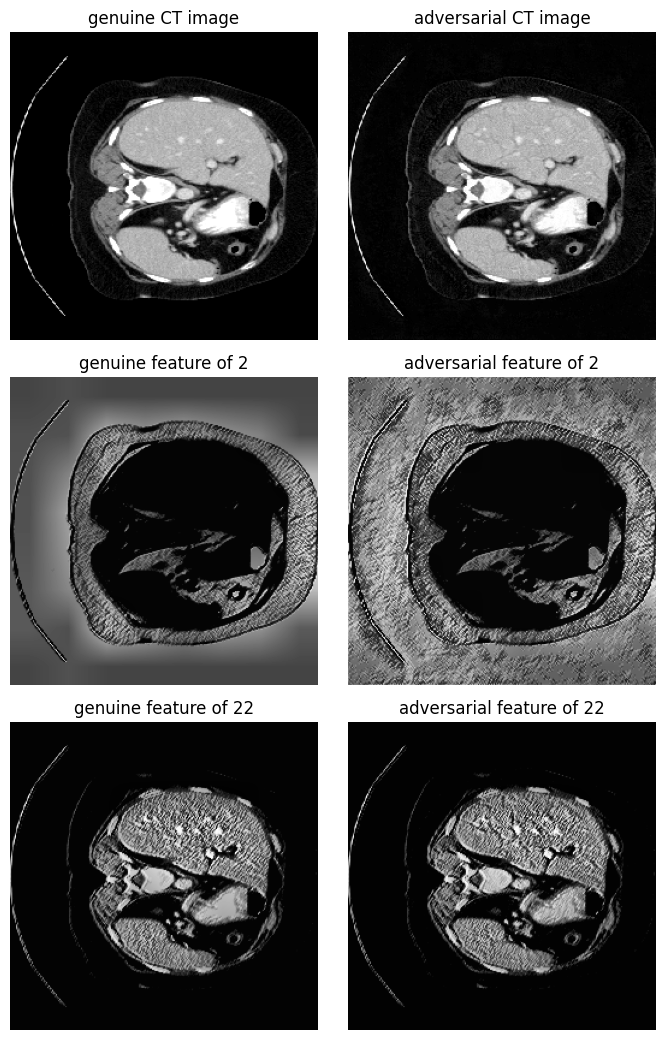 genuine CT image
adversarial CT image
genuine feature of 2
adversarial feature of 2
genuine feature of 22
adversarial feature of 22